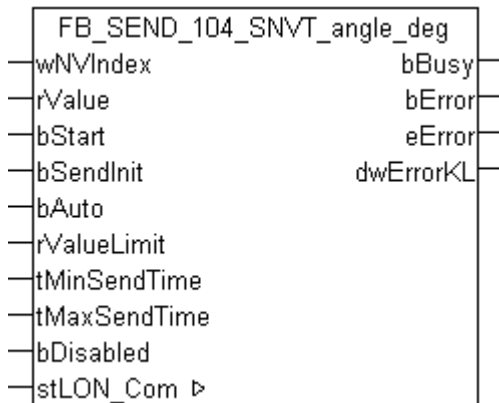 FB_SEND_104_SNVT_angle_deg
wNVIndex bBusy
rValue bError
bStart eError
bSendInit dwErrorKL
bAuto
rValueLimit
tMinSendTime
tMaxSendTime
bDisabled
stLON_Com ▷